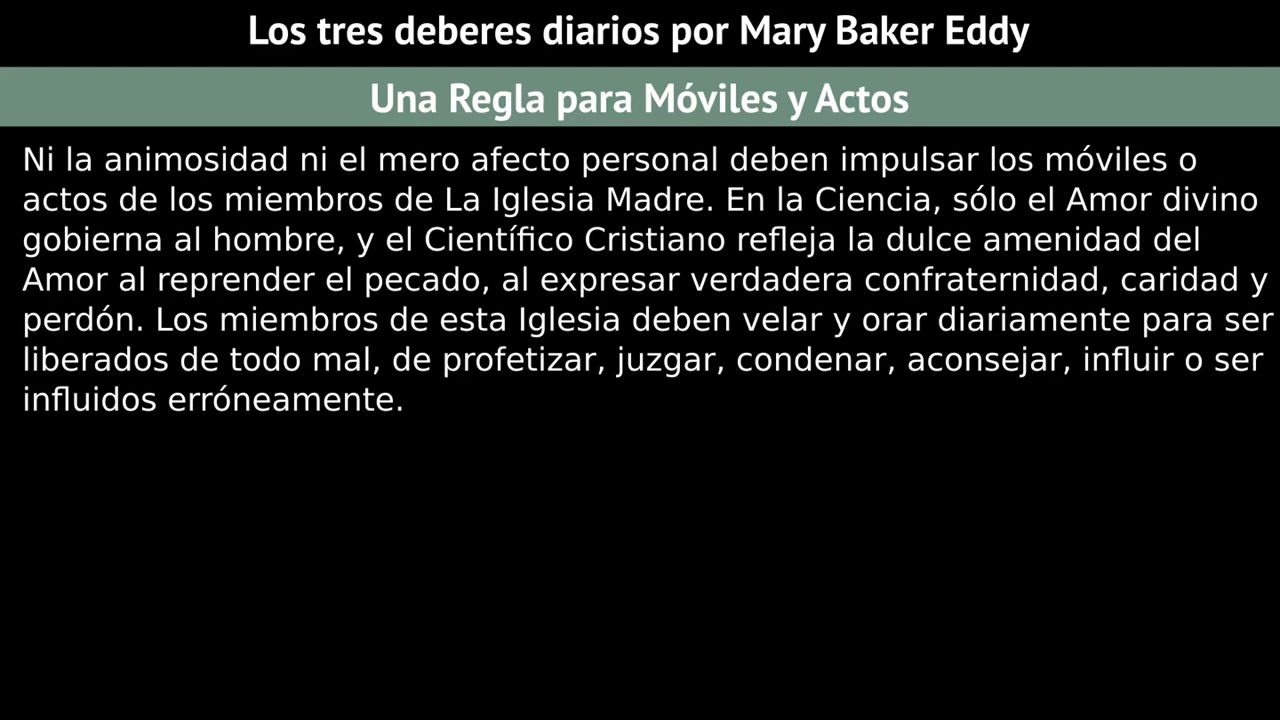 Los tres deberes diarios por Mary Baker Eddy
Una Regla para Móviles y Actos
Ni la animosidad ni el mero afecto personal deben impulsar los móviles o
actos de los miembros de La Iglesia Madre. En la Ciencia, sólo el Amor divino
gobierna al hombre, y el Científico Cristiano refleja la dulce amenidad del
Amor al reprender el pecado, al expresar verdadera confraternidad, caridad y
perdón. Los miembros de esta Iglesia deben velar y orar diariamente para ser
liberados de todo mal, de profetizar, juzgar, condenar, aconsejar, influir o ser
influidos erróneamente.